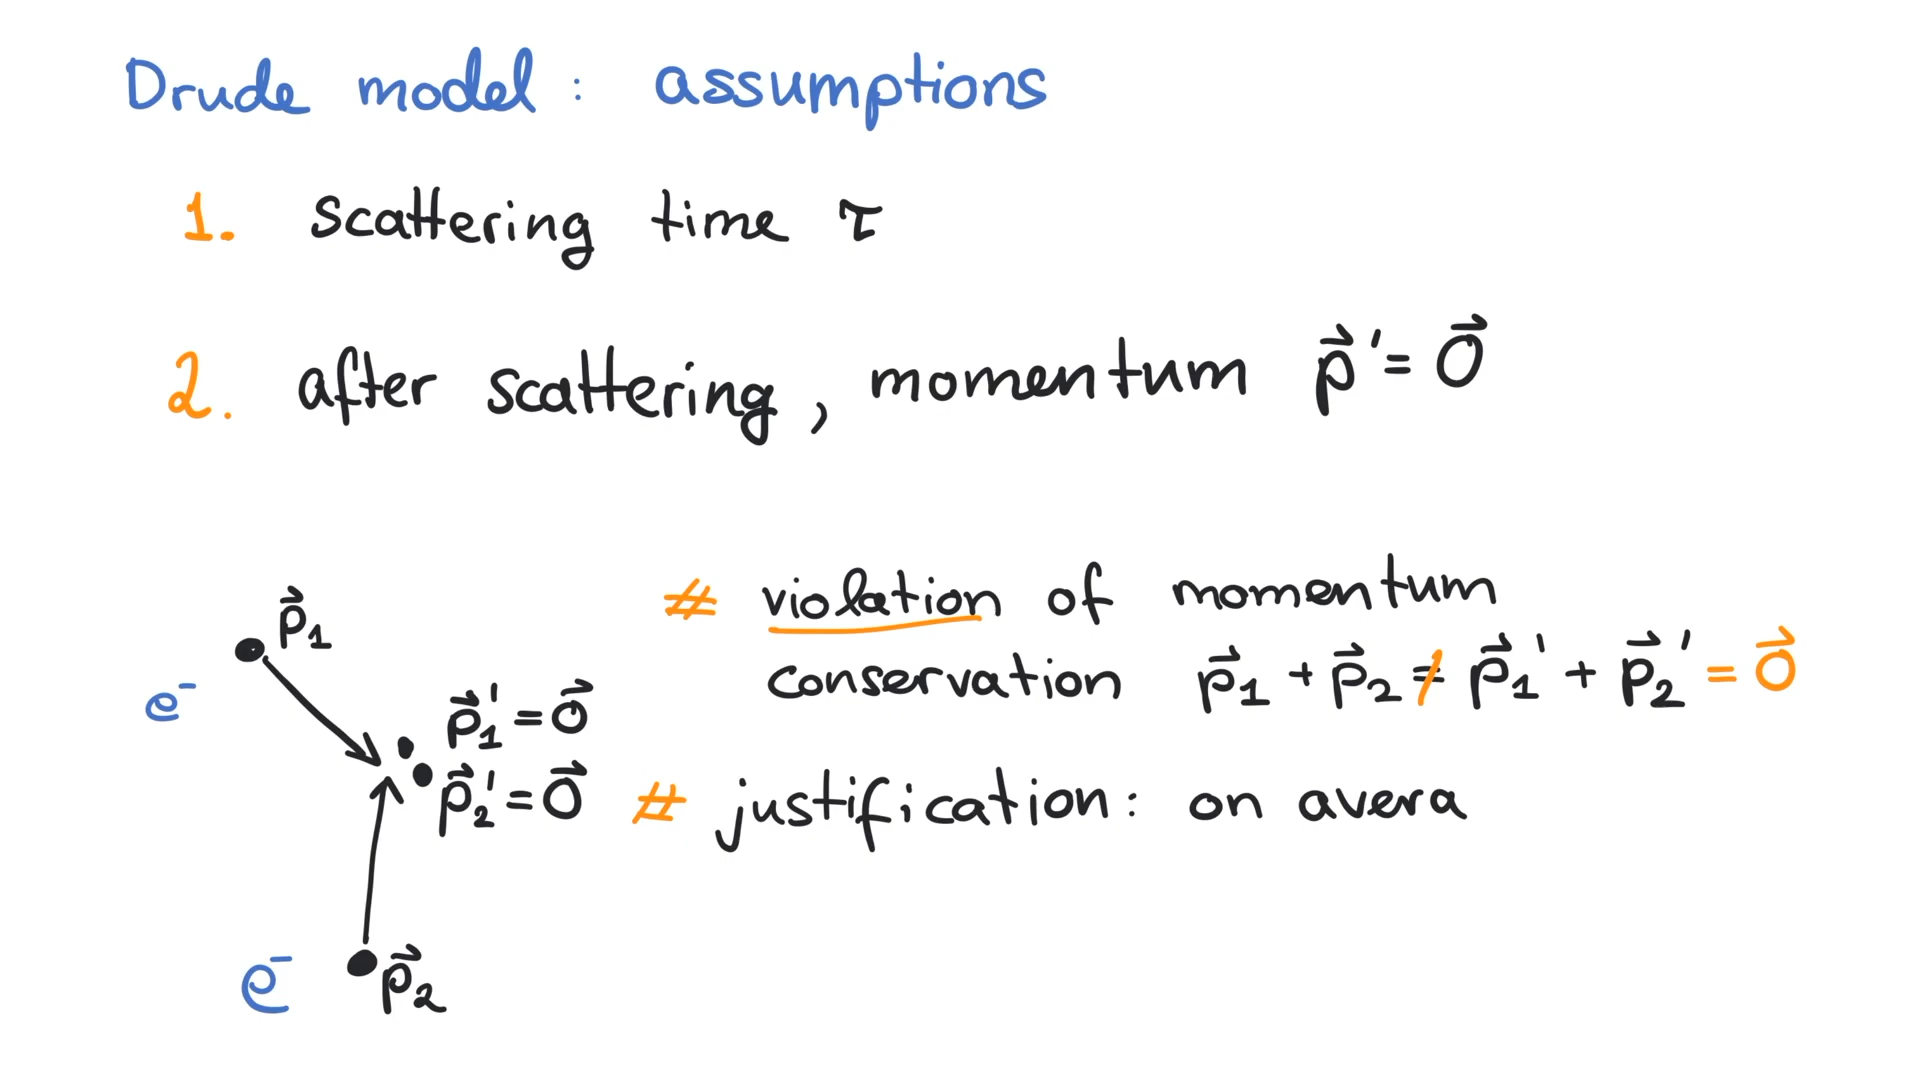 Drude model: assumptions
1. scattering time τ
2. after scattering, momentum p⃗' = 0⃗
# violation of momentum
conservation p⃗₁ + p⃗₂ ≠ p⃗₁' + p⃗₂' = 0⃗
# justification: on avera
p⃗₁
e⁻
p⃗₁' = 0⃗
p⃗₂' = 0⃗
e⁻
p⃗₂